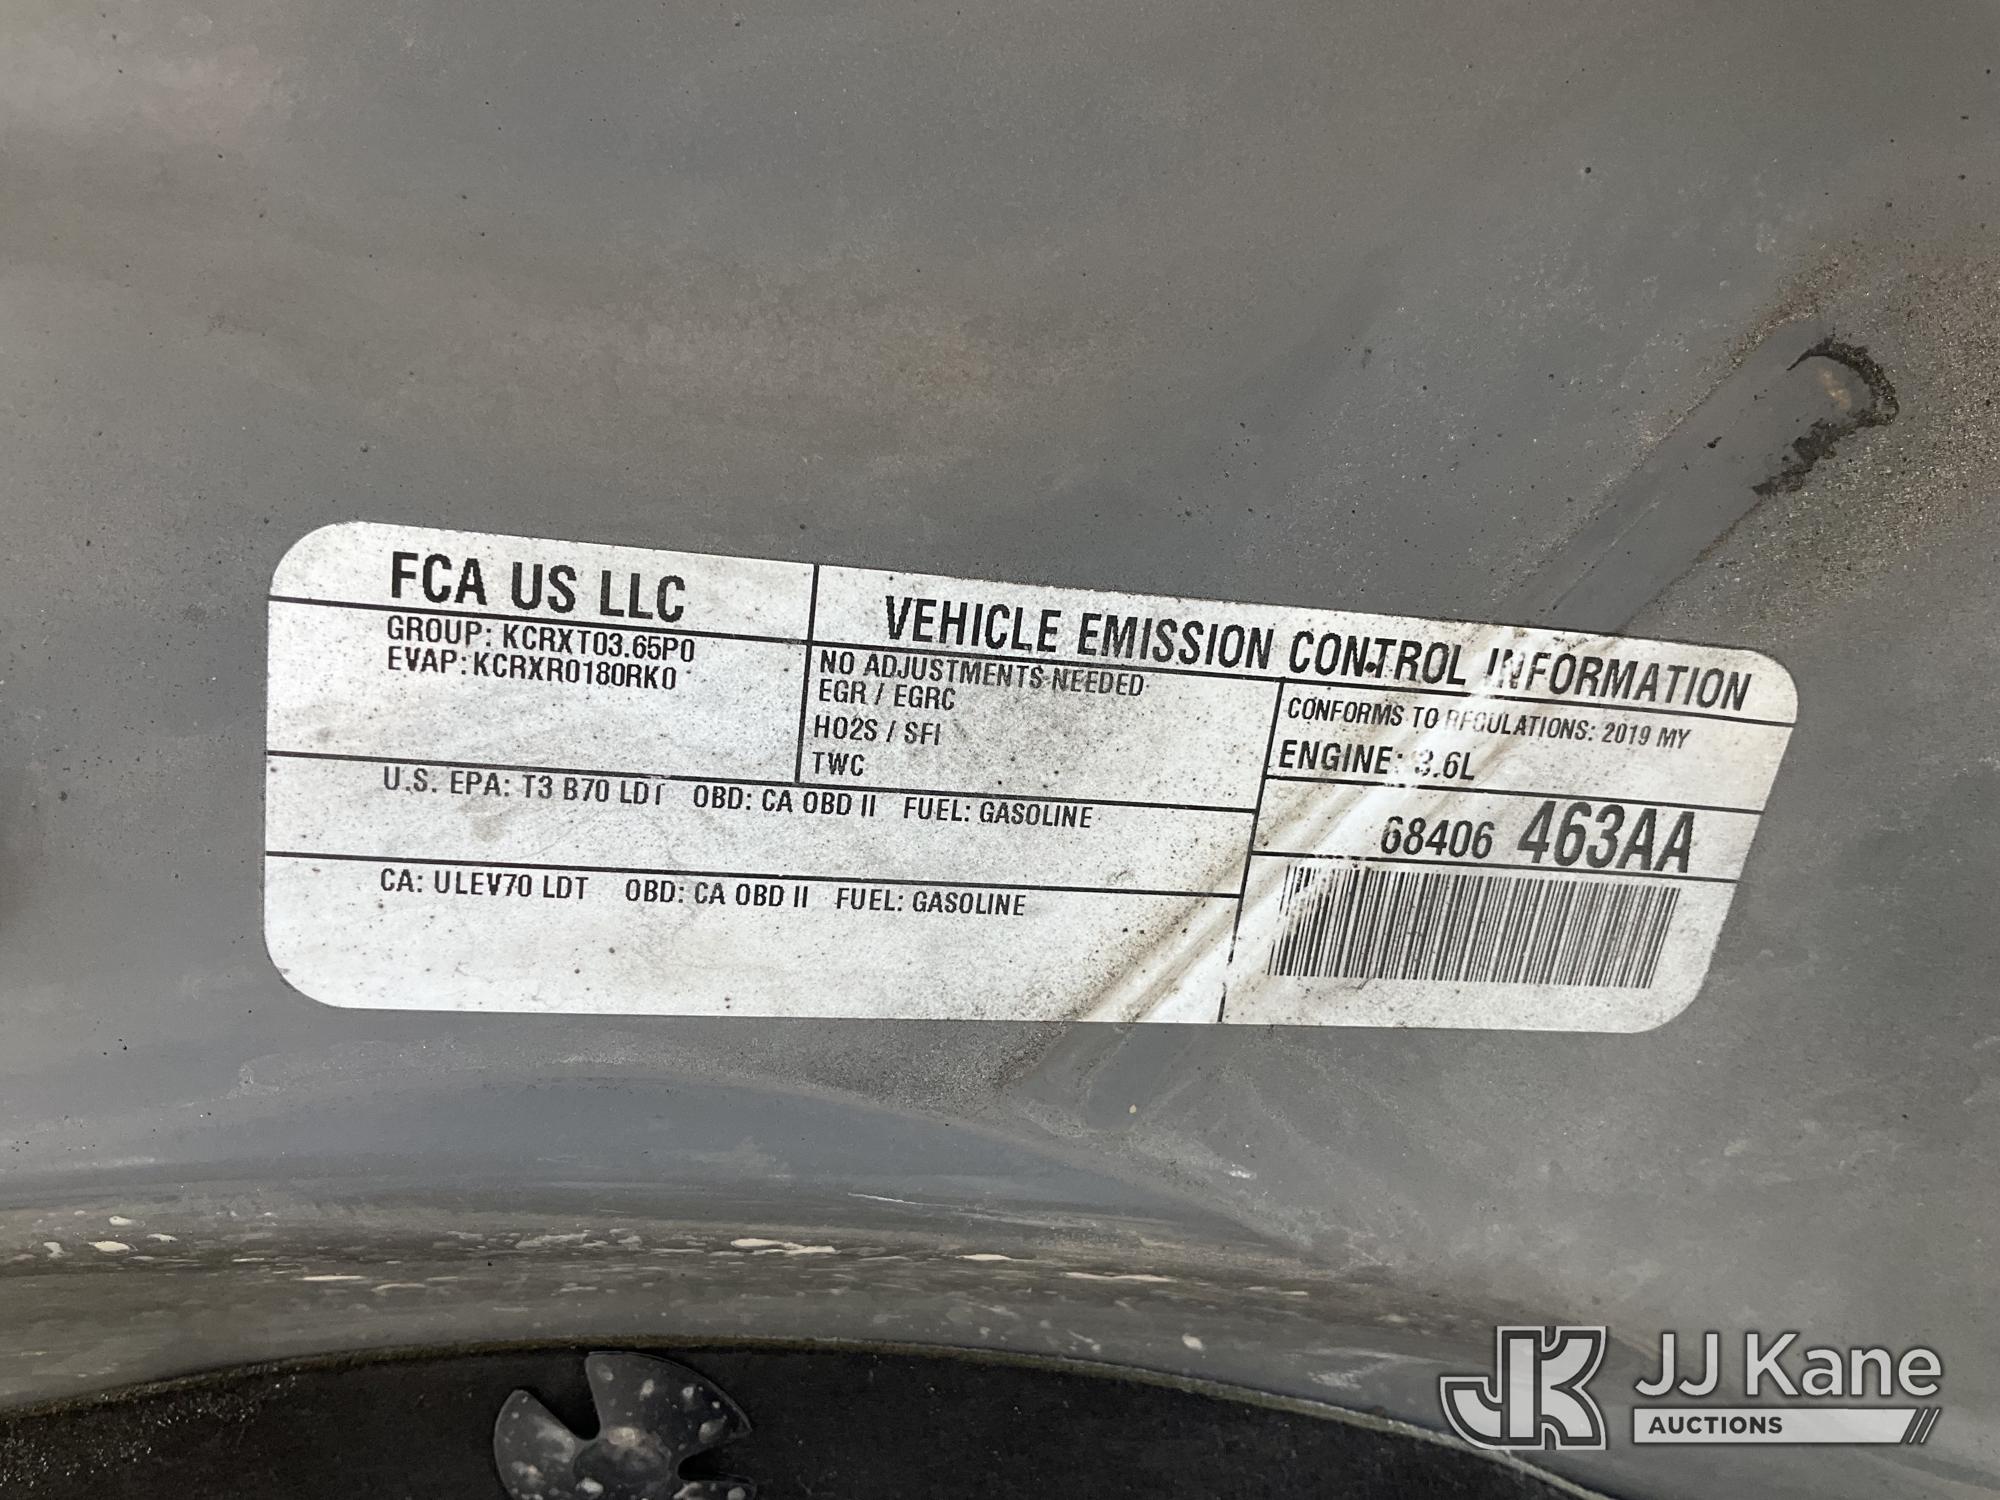 FCA US LLC
VEHICLE EMISSION CONTROL INFORMATION
GROUP: KCRXT03.65P0
EVAP: KCRXR0180RK0
NO ADJUSTMENTS NEEDED
EGR / EGRC
HO2S / SFI
TWC
CONFORMS TO REGULATIONS: 2019 MY
ENGINE: 3.6L
U.S. EPA: T3 B70 LDT OBD: CA OBD II FUEL: GASOLINE
68406 463AA
CA: ULEV70 LDT OBD: CA OBD II FUEL: GASOLINE
JK JJ Kane
AUCTIONS